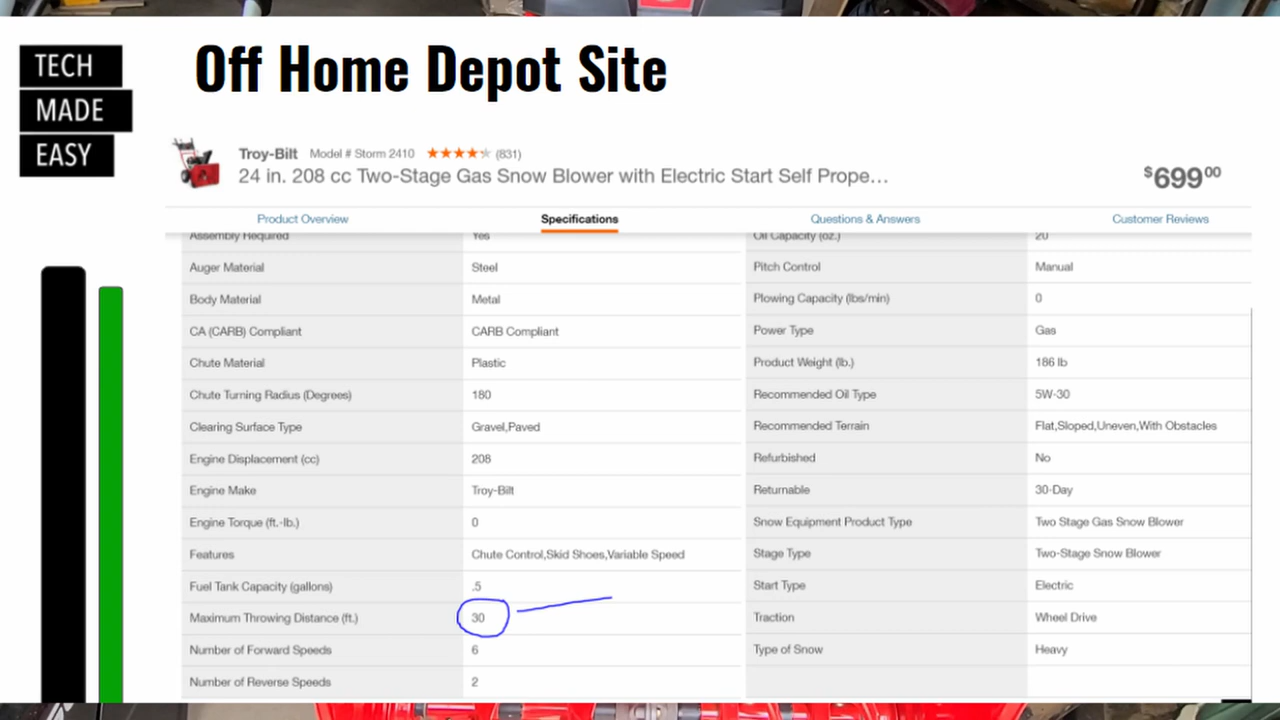 TECH
MADE
EASY
Off Home Depot Site
Troy-Bilt Model # Storm 2410 (831)
24 in. 208 cc Two-Stage Gas Snow Blower with Electric Start Self Prope...
$69900
Product Overview Specifications Questions & Answers Customer Reviews
Assembly Required Yes Oil Capacity (oz.) 20
Auger Material Steel Pitch Control Manual
Body Material Metal Plowing Capacity (lbs/min) 0
CA (CARB) Compliant CARB Compliant Power Type Gas
Chute Material Plastic Product Weight (lb.) 186 lb
Chute Turning Radius (Degrees) 180 Recommended Oil Type 5W-30
Clearing Surface Type Gravel,Paved Recommended Terrain Flat,Sloped,Uneven,With Obstacles
Engine Displacement (cc) 208 Refurbished No
Engine Make Troy-Bilt Returnable 30-Day
Engine Torque (ft.-lb.) 0 Snow Equipment Product Type Two Stage Gas Snow Blower
Features Chute Control,Skid Shoes,Variable Speed Stage Type Two-Stage Snow Blower
Fuel Tank Capacity (gallons) .5 Start Type Electric
Maximum Throwing Distance (ft.) 30 Traction Wheel Drive
Number of Forward Speeds 6 Type of Snow Heavy
Number of Reverse Speeds 2